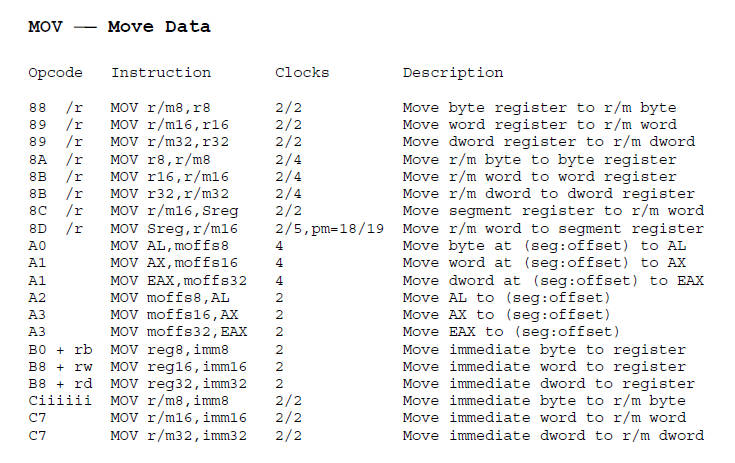 MOV —— Move Data
Opcode Instruction Clocks Description
88 /r MOV r/m8,r8 2/2 Move byte register to r/m byte
89 /r MOV r/m16,r16 2/2 Move word register to r/m word
89 /r MOV r/m32,r32 2/2 Move dword register to r/m dword
8A /r MOV r8,r/m8 2/4 Move r/m byte to byte register
8B /r MOV r16,r/m16 2/4 Move r/m word to word register
8B /r MOV r32,r/m32 2/4 Move r/m dword to dword register
8C /r MOV r/m16,Sreg 2/2 Move segment register to r/m word
8D /r MOV Sreg,r/m16 2/5,pm=18/19 Move r/m word to segment register
A0 MOV AL,moffs8 4 Move byte at (seg:offset) to AL
A1 MOV AX,moffs16 4 Move word at (seg:offset) to AX
A1 MOV EAX,moffs32 4 Move dword at (seg:offset) to EAX
A2 MOV moffs8,AL 2 Move AL to (seg:offset)
A3 MOV moffs16,AX 2 Move AX to (seg:offset)
A3 MOV moffs32,EAX 2 Move EAX to (seg:offset)
B0 + rb MOV reg8,imm8 2 Move immediate byte to register
B8 + rw MOV reg16,imm16 2 Move immediate word to register
B8 + rd MOV reg32,imm32 2 Move immediate dword to register
Ciiiiii MOV r/m8,imm8 2/2 Move immediate byte to r/m byte
C7 MOV r/m16,imm16 2/2 Move immediate word to r/m word
C7 MOV r/m32,imm32 2/2 Move immediate dword to r/m dword